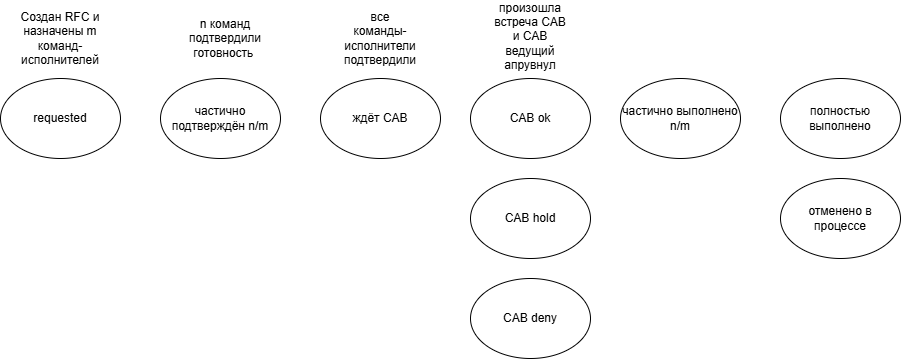 Создан RFC и
назначены m
команд-
исполнителей
n команд
подтвердили
готовность
все
команды-
исполнители
подтвердили
произошла
встреча CAB
и CAB
ведущий
апрувнул
requested
частично
подтверждён n/m
ждёт CAB
CAB ok
частично выполнено
n/m
полностью
выполнено
CAB hold
отменено в
процессе
CAB deny